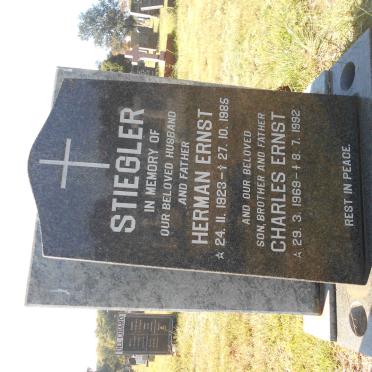 STIEGLER
IN MEMORY OF
OUR BELOVED HUSBAND
AND FATHER
HERMAN ERNST
☆ 24. 11. 1923 - † 27. 10. 1985
AND OUR BELOVED
SON, BROTHER AND FATHER
CHARLES ERNST
☆ 29. 3. 1969 - † 8. 7. 1992
REST IN PEACE.